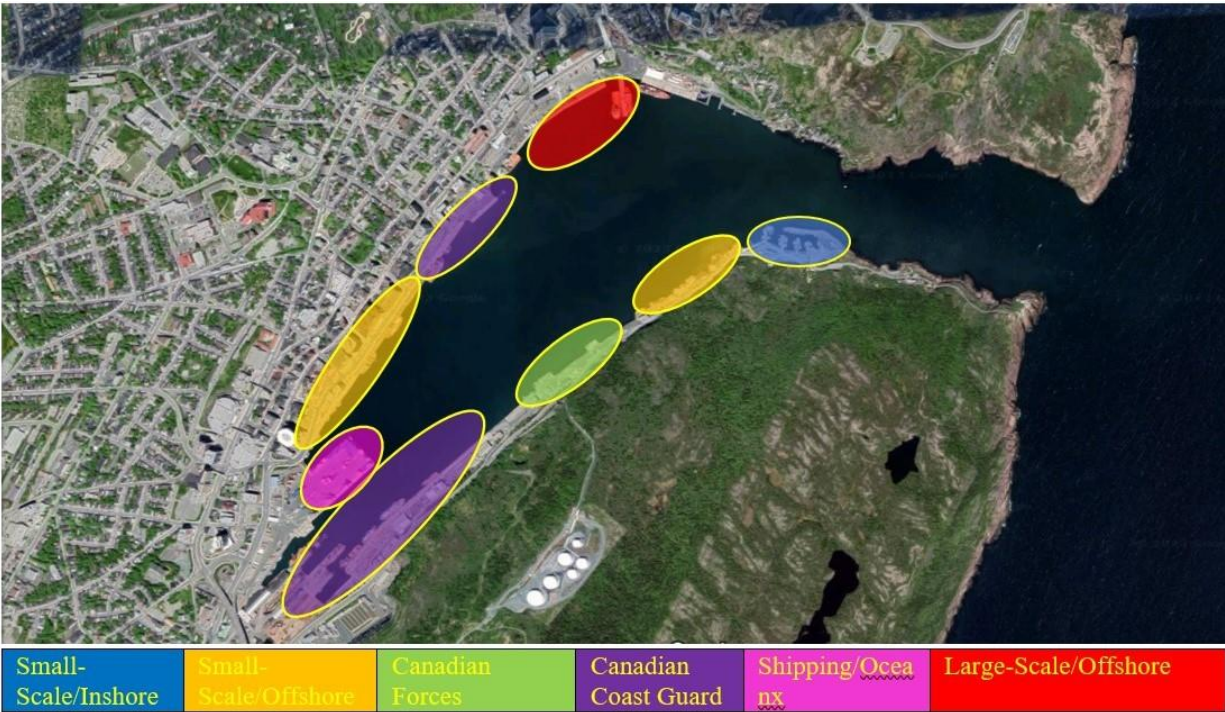 Small-
Scale/Inshore
Small-
Scale/Offshore
Canadian
Forces
Canadian
Coast Guard
Shipping/Ocea
nx
Large-Scale/Offshore